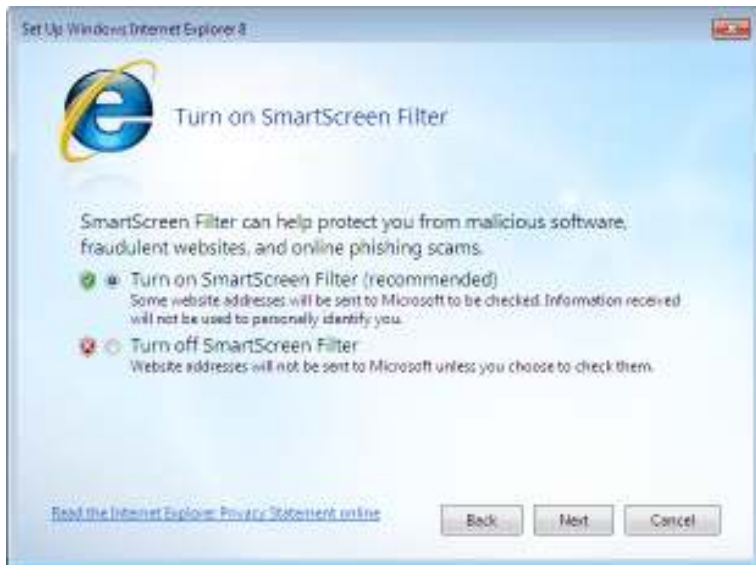 Set Up Windows Internet Explorer 8
Turn on SmartScreen Filter
SmartScreen Filter can help protect you from malicious software,
fraudulent websites, and online phishing scams.
Turn on SmartScreen Filter (recommended)
Some website addresses will be sent to Microsoft to be checked. Information received
will not be used to personally identify you.
Turn off SmartScreen Filter
Website addresses will not be sent to Microsoft unless you choose to check them.
Read the Internet Explorer Privacy Statement online
Back
Next
Cancel